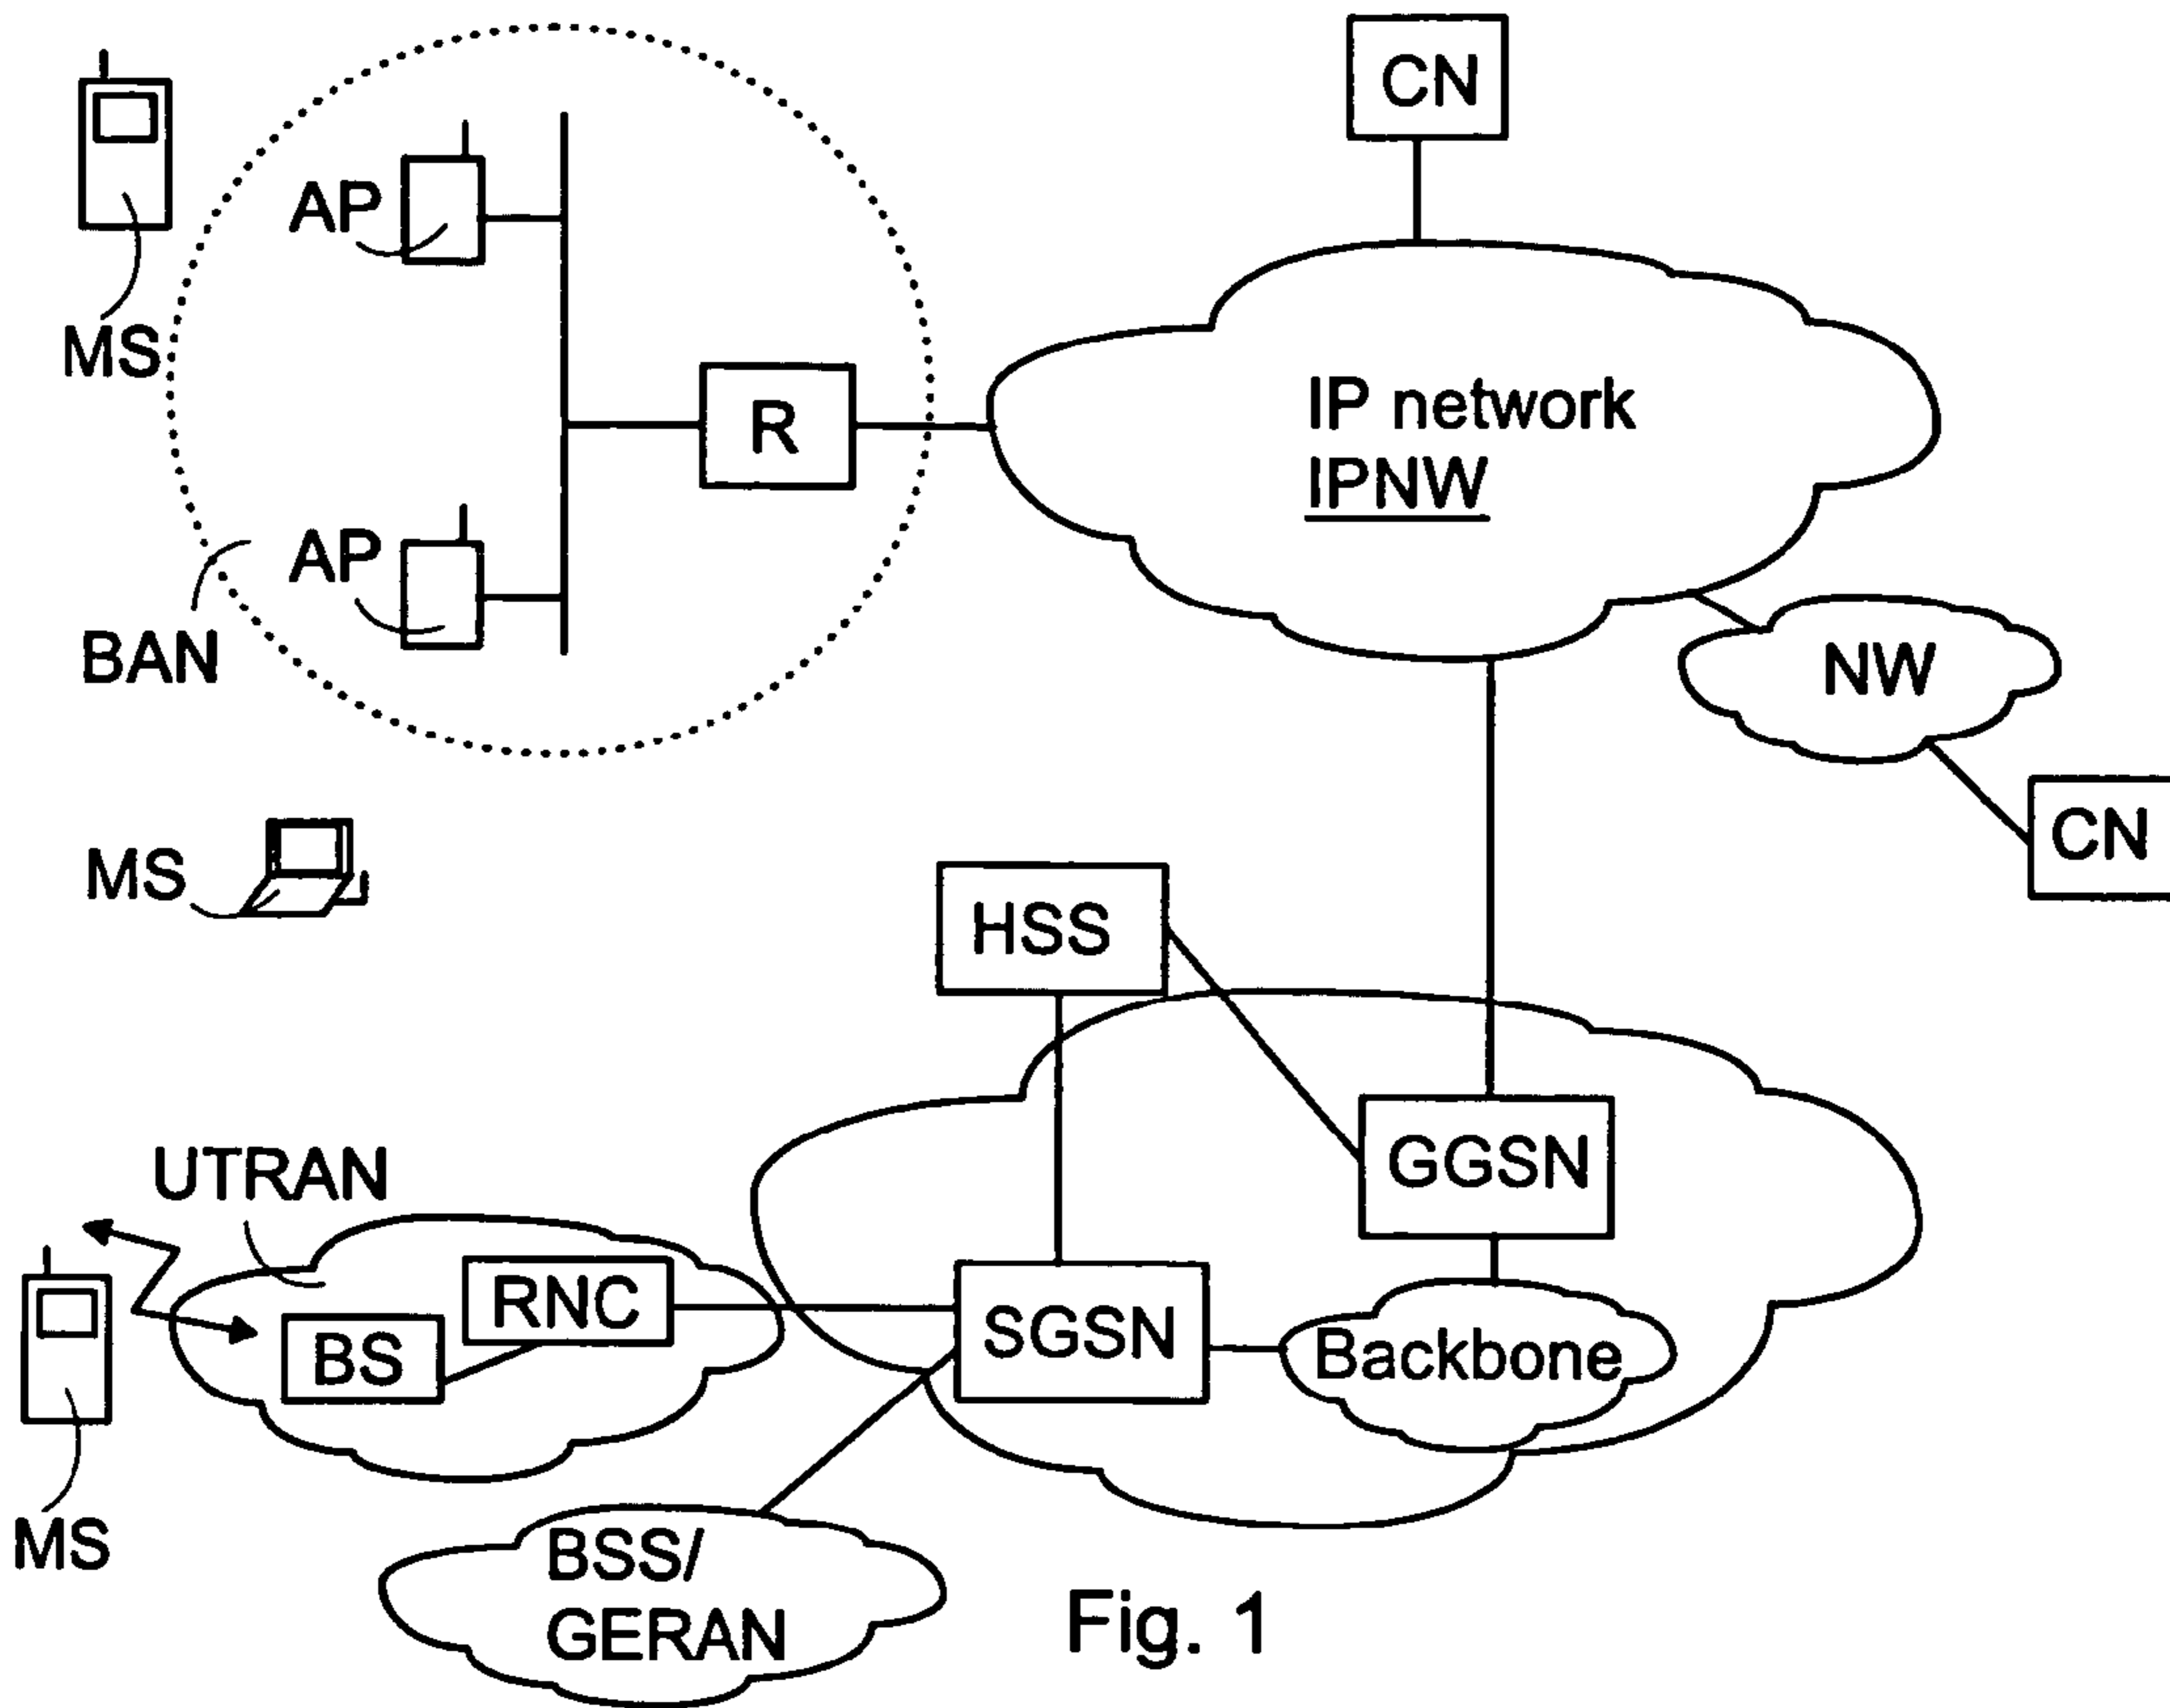 CN
AP
MS
IP network
IPNW
R
AP
BAN
NW
CN
MS
HSS
UTRAN
GGSN
RNC
SGSN
BS
Backbone
MS
BSS/
GERAN
Fig. 1